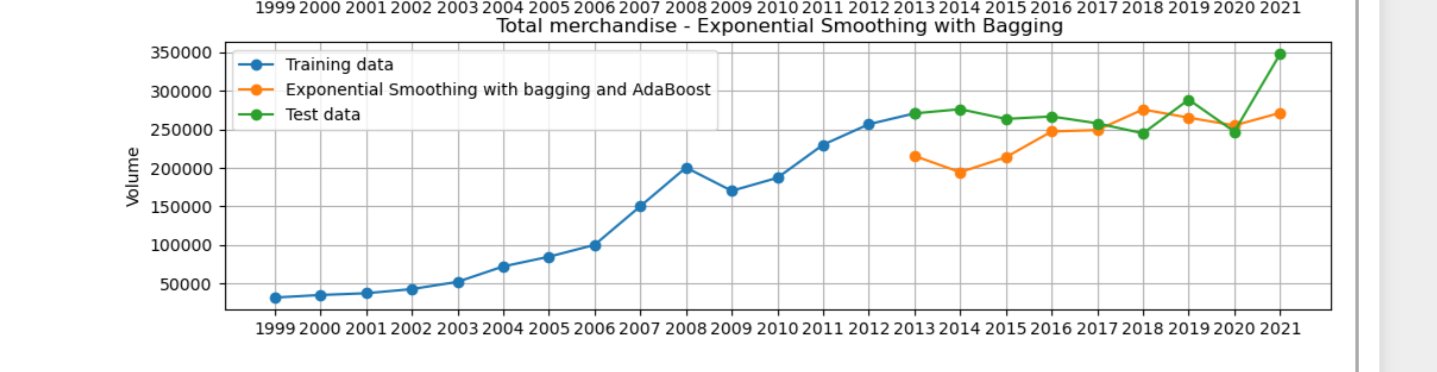 1999 2000 2001 2002 2003 2004 2005 2006 2007 2008 2009 2010 2011 2012 2013 2014 2015 2016 2017 2018 2019 2020 2021
Total merchandise - Exponential Smoothing with Bagging
350000
300000
250000
200000
150000
100000
50000
Volume
Training data
Exponential Smoothing with bagging and AdaBoost
Test data
1999 2000 2001 2002 2003 2004 2005 2006 2007 2008 2009 2010 2011 2012 2013 2014 2015 2016 2017 2018 2019 2020 2021